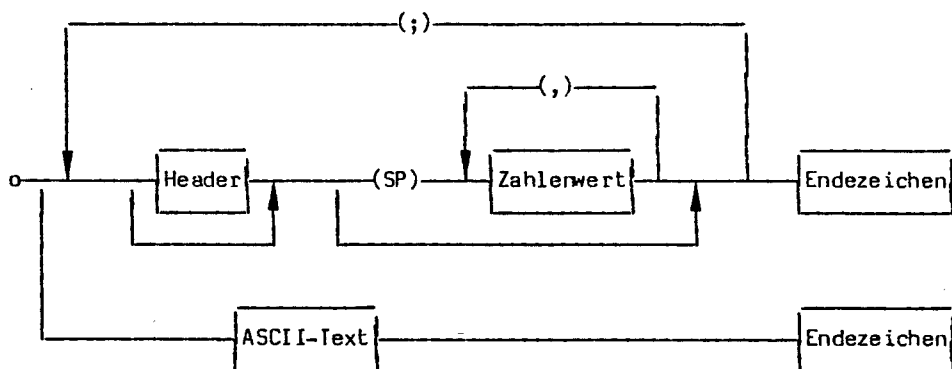 (;)
(,)
o Header (SP) Zahlenwert Endezeichen
ASCII-Text Endezeichen